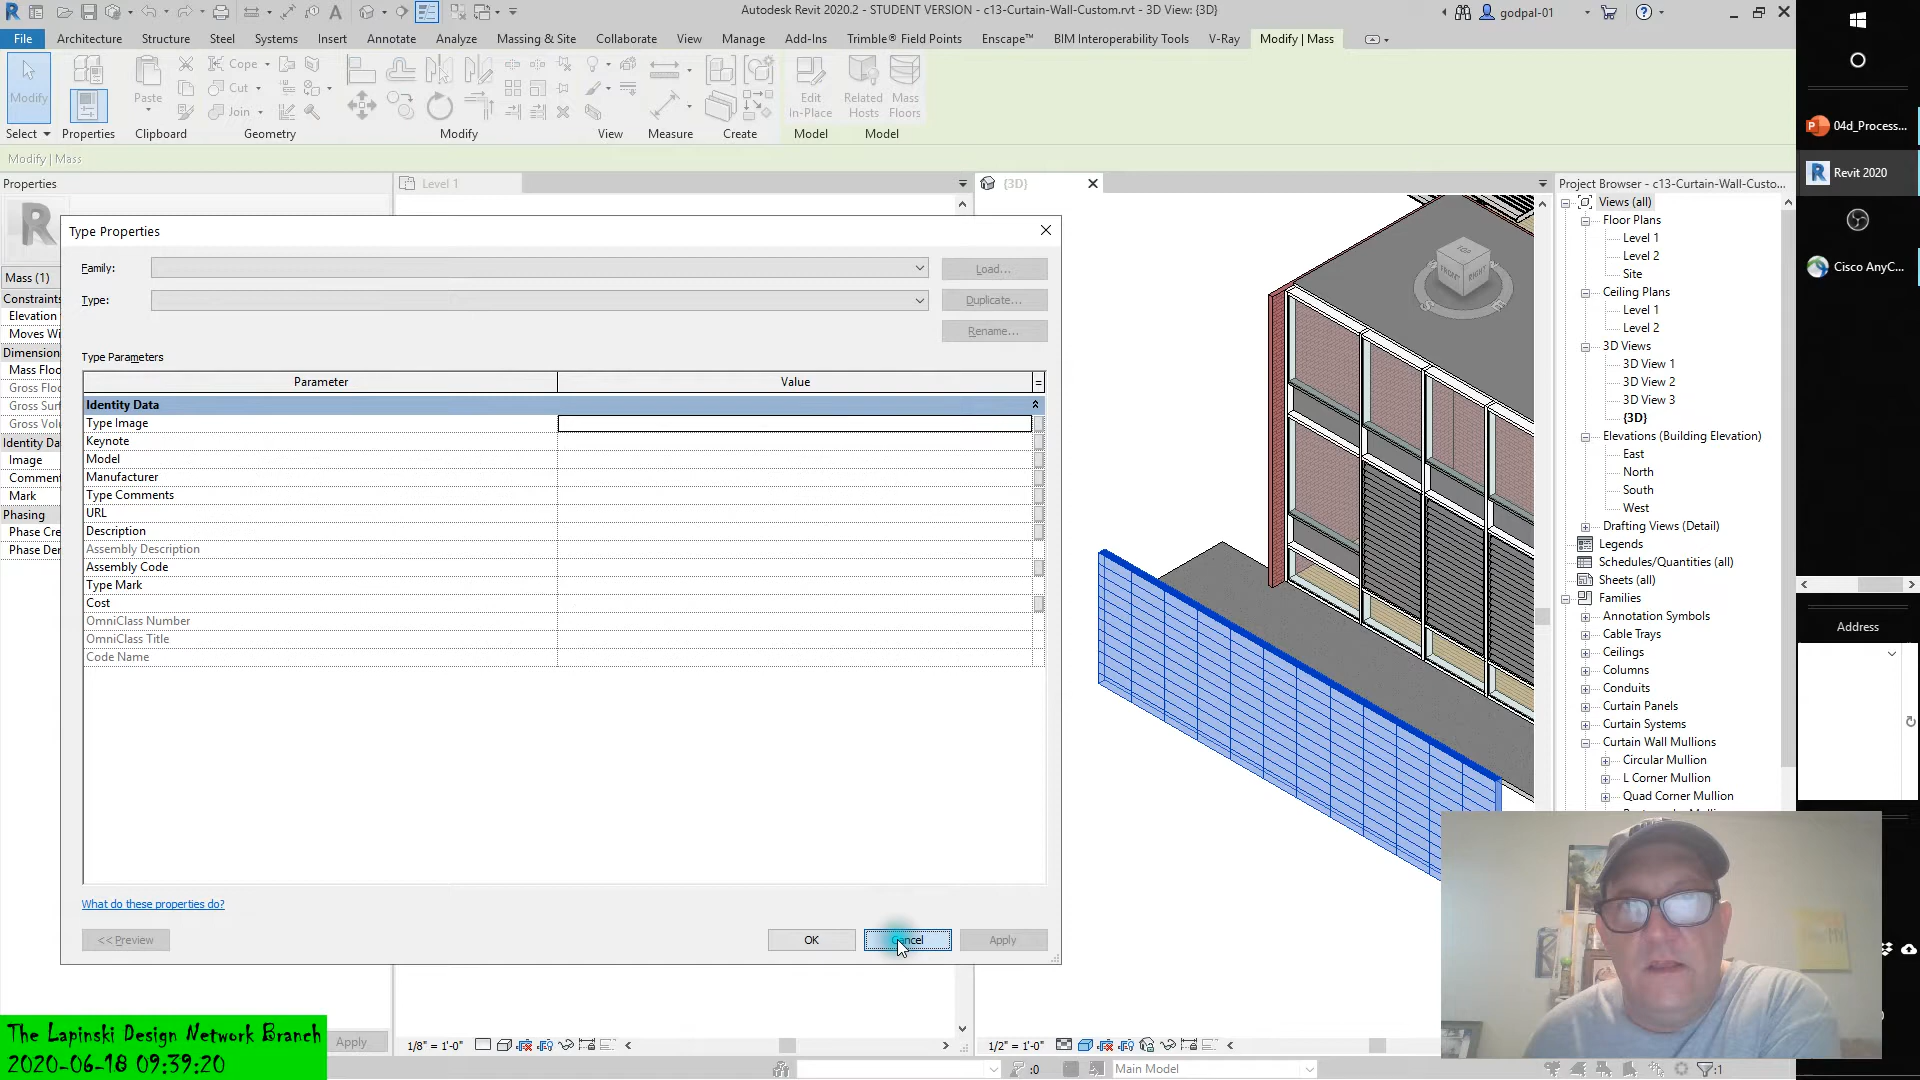 Autodesk Revit 2020.2 - STUDENT VERSION - c13-Curtain-Wall-Custom.rvt - 3D View: {3D}
godpal-01
File Architecture Structure Steel Systems Insert Annotate Analyze Massing & Site Collaborate View Manage Add-Ins Trimble® Field Points Enscape™ BIM Interoperability Tools V-Ray Modify | Mass
Modify
Paste
Cope
Cut
Join
Edit In-Place
Related Hosts
Mass Floors
Select Properties Clipboard Geometry Modify View Measure Create Model Model
Modify | Mass
Properties
Level 1
{3D}
Project Browser - c13-Curtain-Wall-Custo...
Mass (1)
Constraints
Elevation
Moves Wi
Dimension
Mass Floo
Gross Floo
Gross Surf
Gross Volu
Identity Da
Image
Comment
Mark
Phasing
Phase Cre
Phase Der
Apply
Type Properties
Family:
Load...
Type:
Duplicate...
Rename...
Type Parameters
Parameter Value =
Identity Data
Type Image
Keynote
Model
Manufacturer
Type Comments
URL
Description
Assembly Description
Assembly Code
Type Mark
Cost
OmniClass Number
OmniClass Title
Code Name
What do these properties do?
<< Preview
OK
Cancel
Apply
TOP
FRONT
RIGHT
S
E
Views (all)
Floor Plans
Level 1
Level 2
Site
Ceiling Plans
Level 1
Level 2
3D Views
3D View 1
3D View 2
3D View 3
{3D}
Elevations (Building Elevation)
East
North
South
West
Drafting Views (Detail)
Legends
Schedules/Quantities (all)
Sheets (all)
Families
Annotation Symbols
Cable Trays
Ceilings
Columns
Conduits
Curtain Panels
Curtain Systems
Curtain Wall Mullions
Circular Mullion
L Corner Mullion
Quad Corner Mullion
04d_Process...
Revit 2020
Cisco AnyC...
Address
1/8" = 1'-0"
1/2" = 1'-0"
:0
Main Model
:1
The Lapinski Design Network Branch
2020-06-18 09:39:20